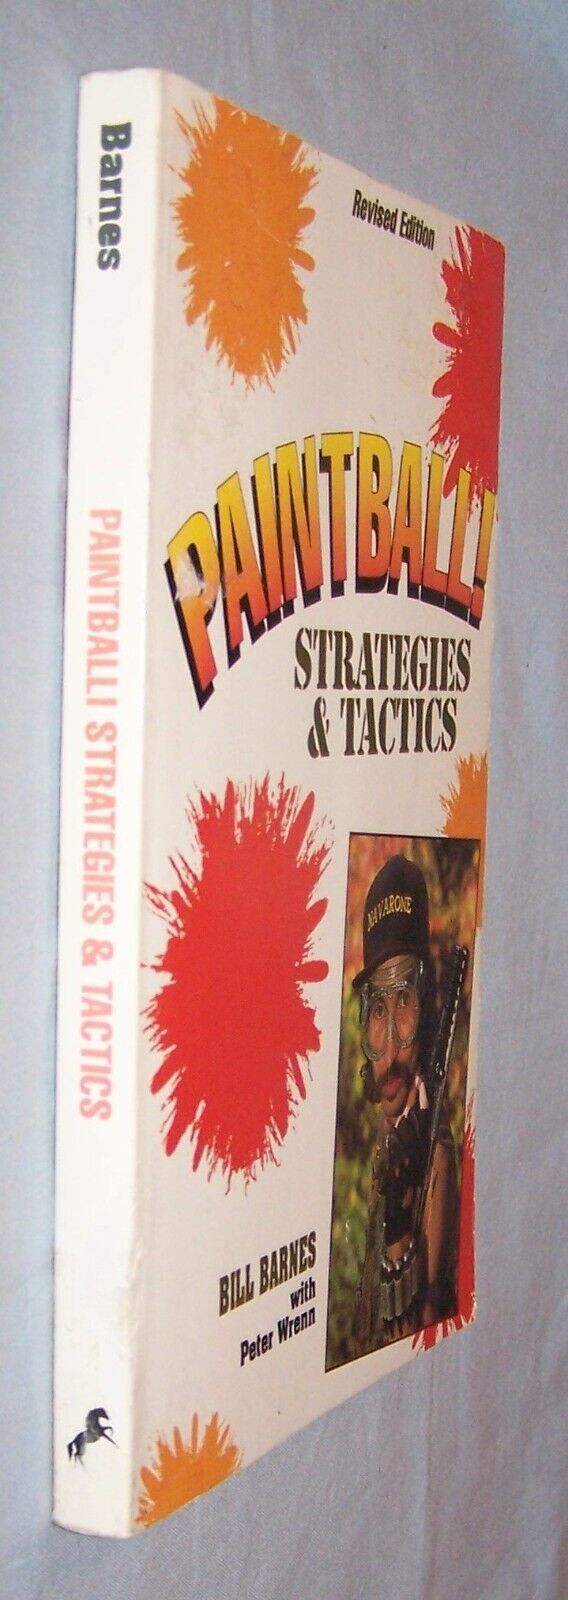 Barnes
PAINTBALL! STRATEGIES & TACTICS
Revised Edition
PAINTBALL!
STRATEGIES
& TACTICS
NAVARONE
BILL BARNES
with
Peter Wrenn